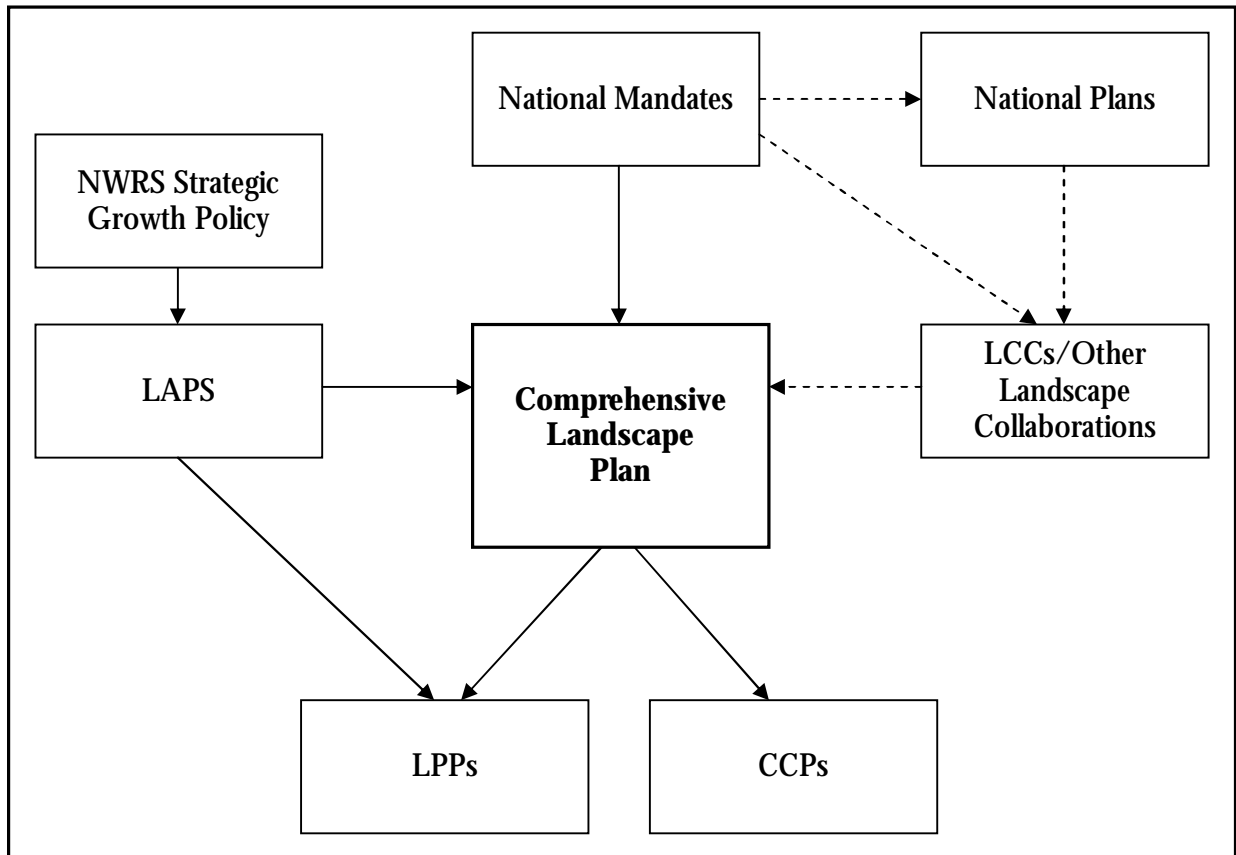 National Mandates
National Plans
NWRS Strategic
Growth Policy
LAPS
Comprehensive
Landscape
Plan
LCCs/Other
Landscape
Collaborations
LPPs
CCPs